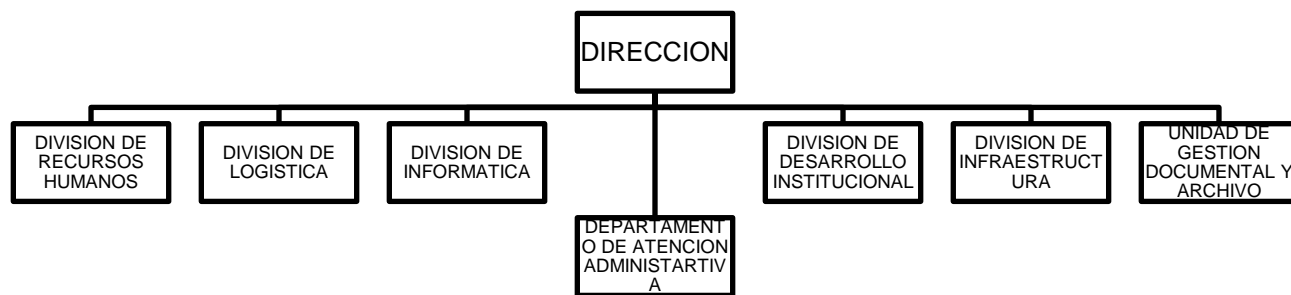 DIRECCION
DIVISION DE
RECURSOS
HUMANOS
DIVISION DE
LOGISTICA
DIVISION DE
INFORMATICA
DIVISION DE
DESARROLLO
INSTITUCIONAL
DIVISION DE
INFRAESTRUCT
URA
UNIDAD DE
GESTION
DOCUMENTAL Y
ARCHIVO
DEPARTAMENT
O DE ATENCION
ADMINISTARTIV
A